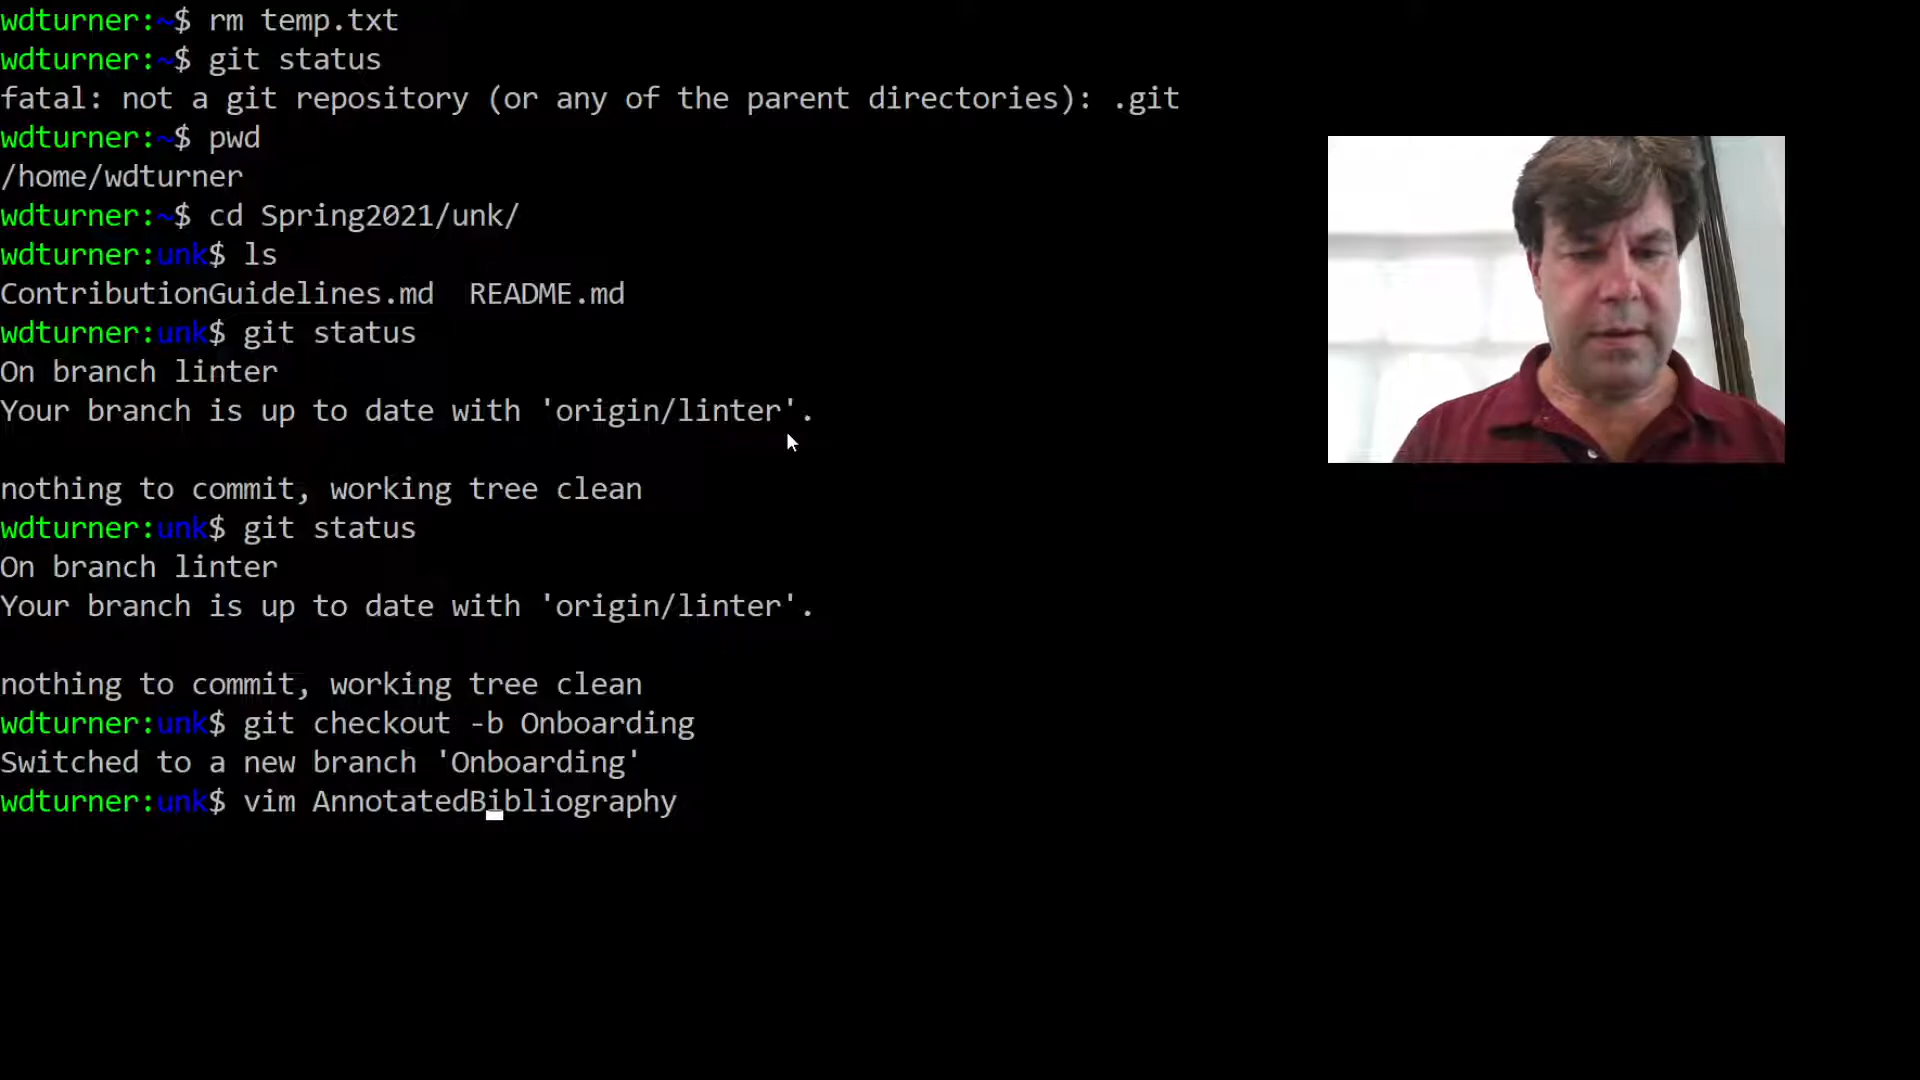 wdturner:~$ rm temp.txt
wdturner:~$ git status
fatal: not a git repository (or any of the parent directories): .git
wdturner:~$ pwd
/home/wdturner
wdturner:~$ cd Spring2021/unk/
wdturner:unk$ ls
ContributionGuidelines.md  README.md
wdturner:unk$ git status
On branch linter
Your branch is up to date with 'origin/linter'.
nothing to commit, working tree clean
wdturner:unk$ git status
On branch linter
Your branch is up to date with 'origin/linter'.
nothing to commit, working tree clean
wdturner:unk$ git checkout -b Onboarding
Switched to a new branch 'Onboarding'
wdturner:unk$ vim AnnotatedBibliography